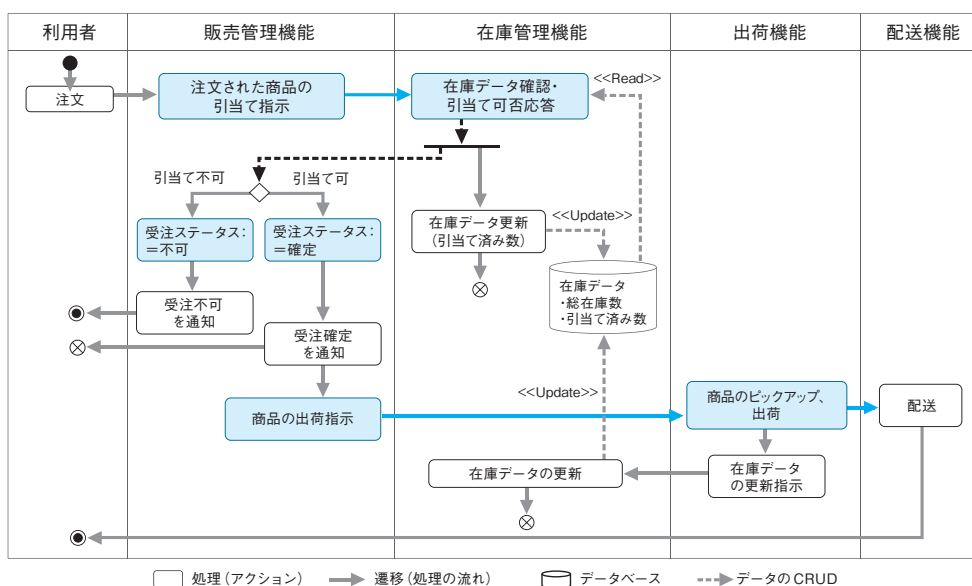 利用者
販売管理機能
在庫管理機能
出荷機能
配送機能
注文
注文された商品の
引当て指示
在庫データ確認・
引当て可否応答
<<Read>>
引当て不可
引当て可
受注ステータス：
＝不可
受注ステータス：
＝確定
在庫データ更新
（引当て済み数）
<<Update>>
在庫データ
・総在庫数
・引当て済み数
受注不可
を通知
受注確定
を通知
<<Update>>
商品の出荷指示
商品のピックアップ、
出荷
配送
在庫データの更新
在庫データ
の更新指示
処理（アクション）
遷移（処理の流れ）
データベース
データのCRUD